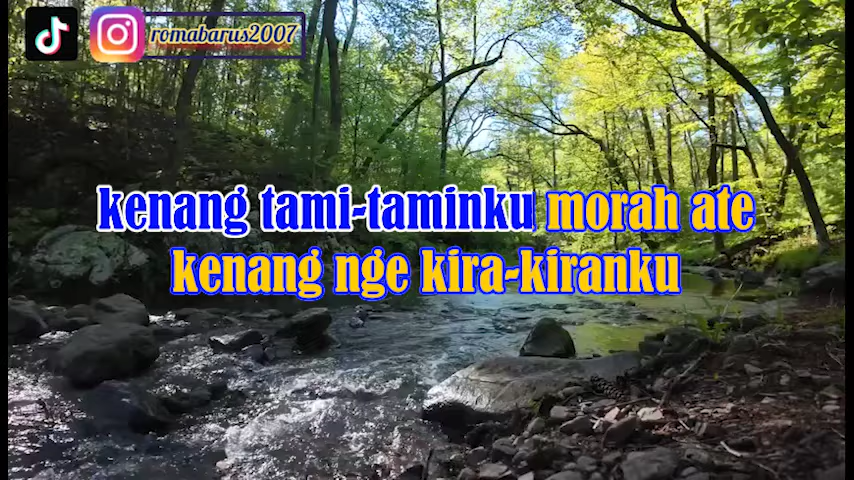 romabarus2007
kenang tami-taminku morah ate
kenang nge kira-kiranku